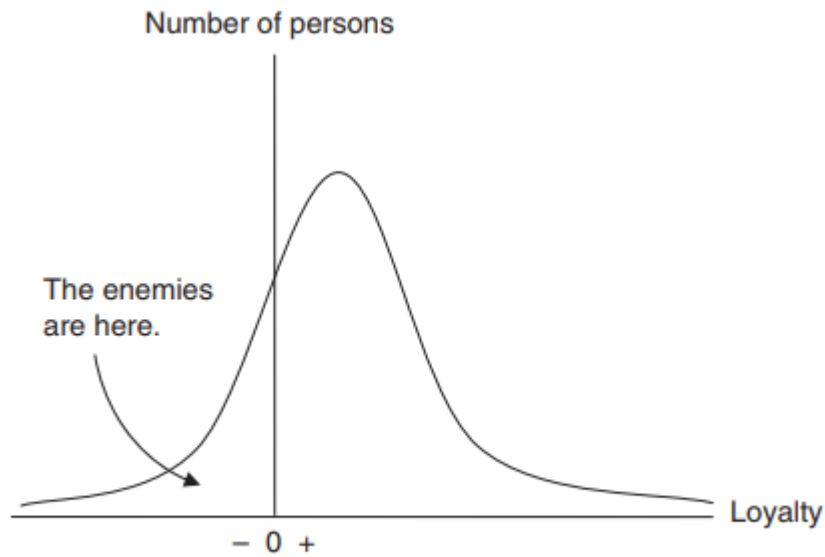 Number of persons
The enemies
are here.
Loyalty
– 0 +